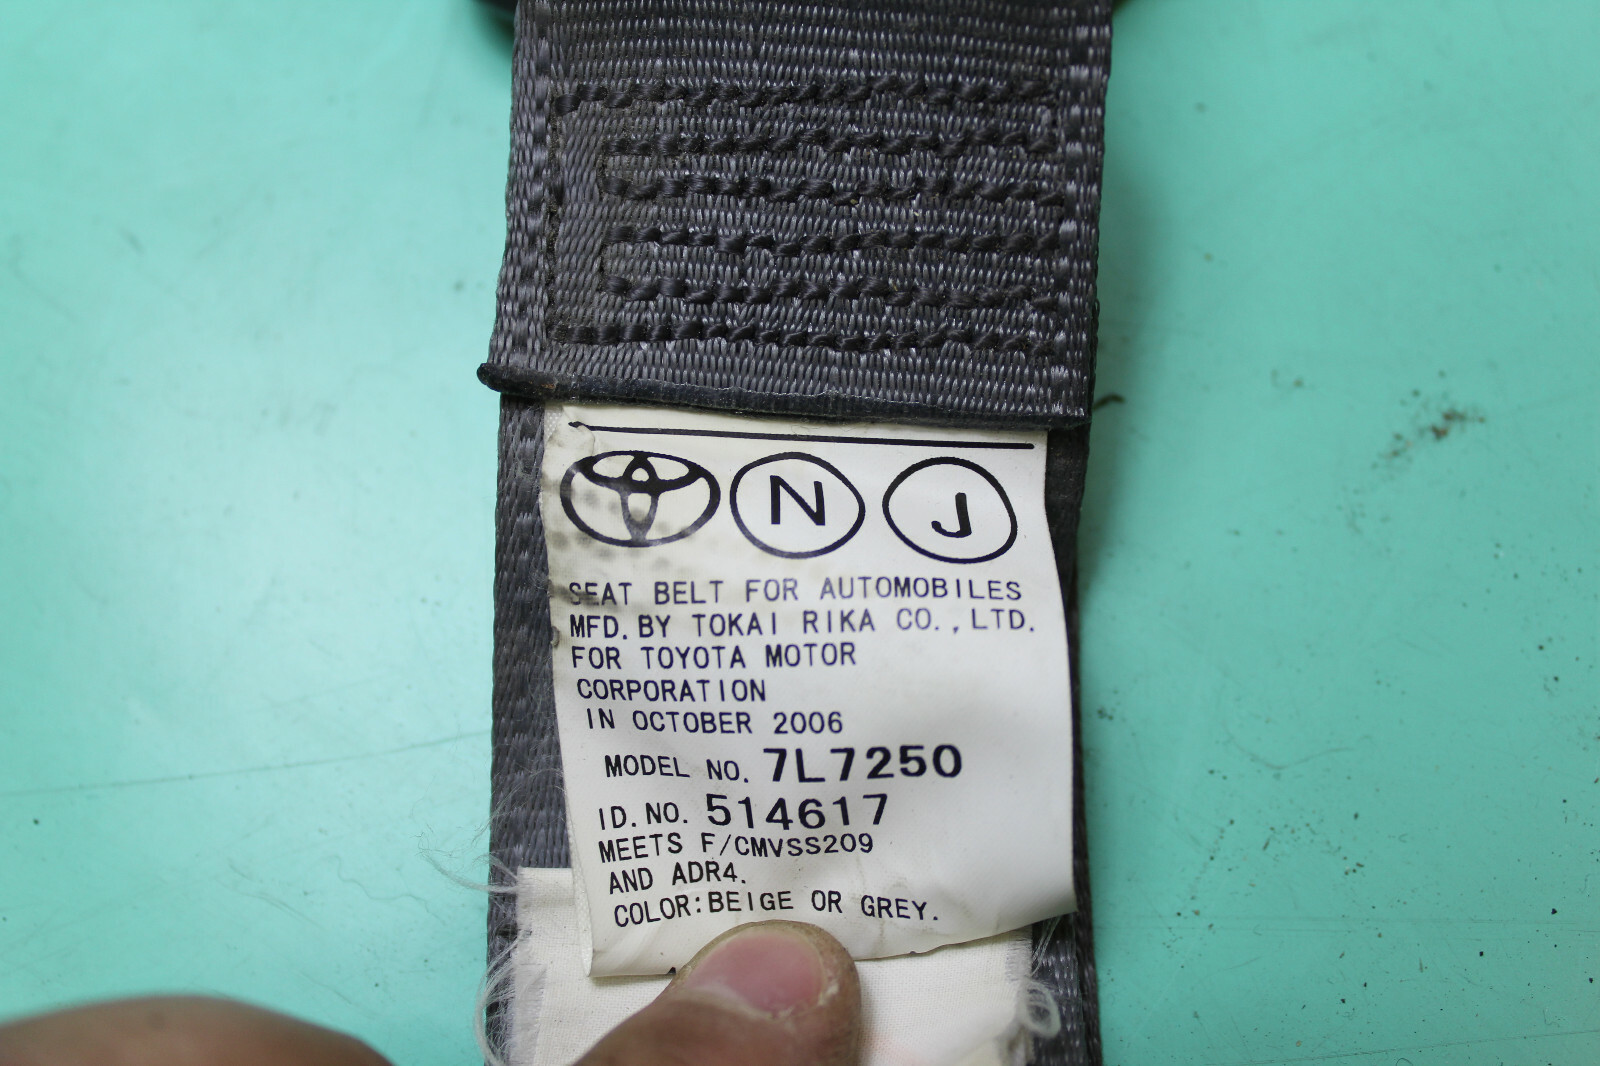 N J
SEAT BELT FOR AUTOMOBILES
MFD. BY TOKAI RIKA CO., LTD.
FOR TOYOTA MOTOR
CORPORATION
IN OCTOBER 2006
MODEL NO. 7L7250
ID. NO. 514617
MEETS F/CMVSS209
AND ADR4.
COLOR:BEIGE OR GREY.